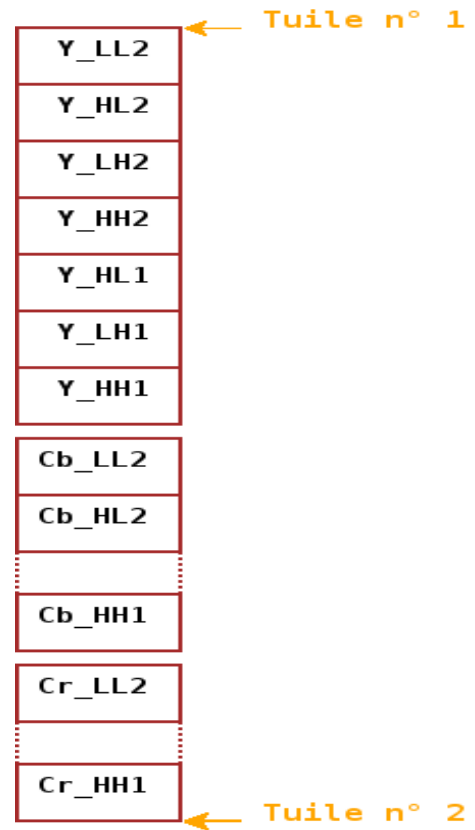 Tuile n° 1
Y_LL2
Y_HL2
Y_LH2
Y_HH2
Y_HL1
Y_LH1
Y_HH1
Cb_LL2
Cb_HL2
Cb_HH1
Cr_LL2
Cr_HH1
Tuile n° 2